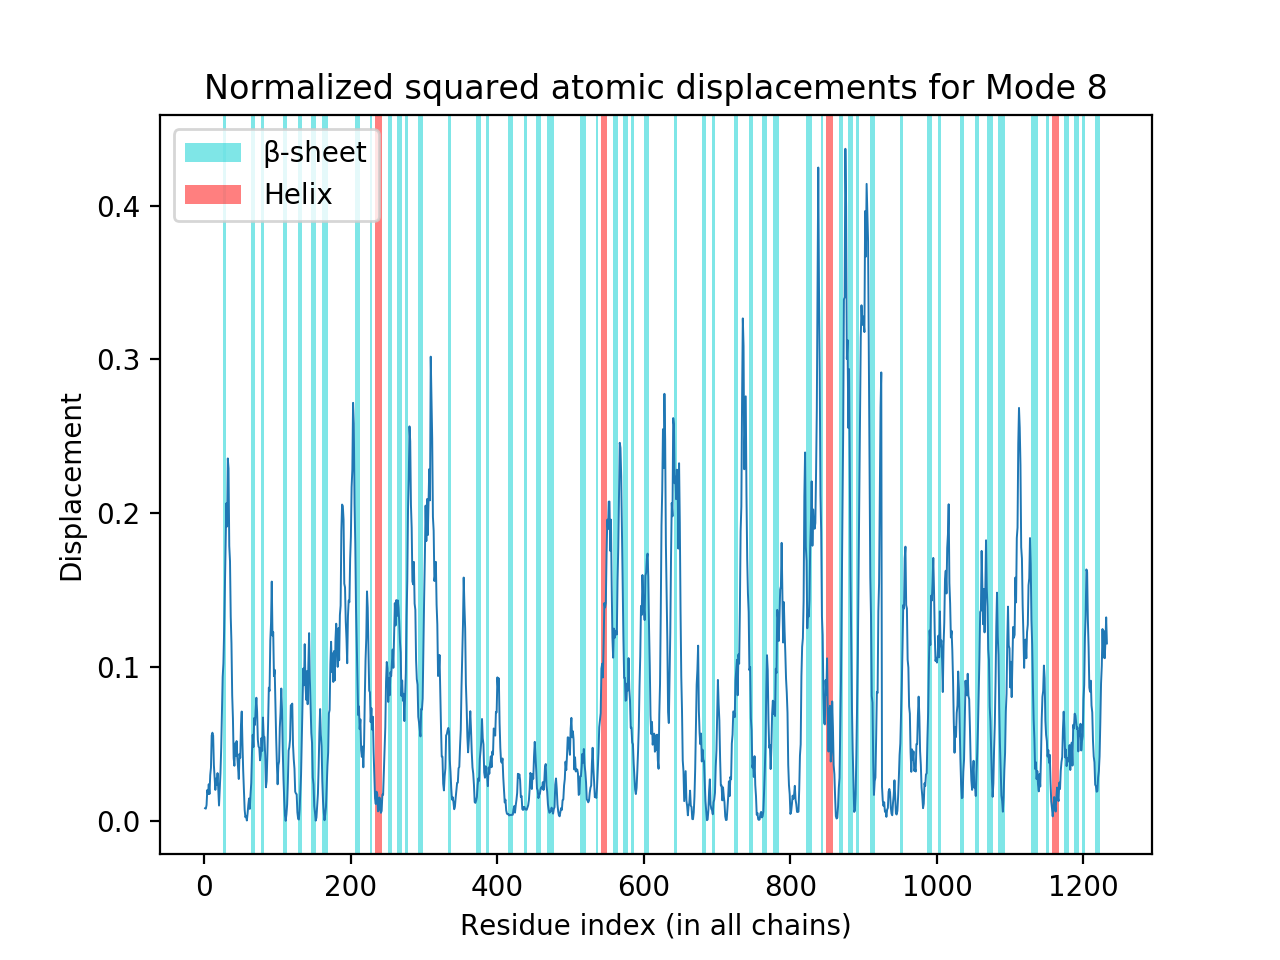 Normalized squared atomic displacements for Mode 8
β-sheet
Helix
0.4
0.3
0.2
0.1
0.0
Displacement
0 200 400 600 800 1000 1200
Residue index (in all chains)